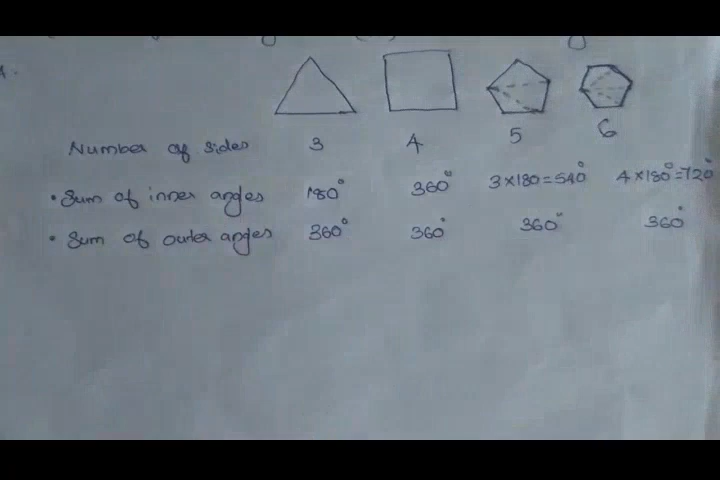 Number of sides 3 4 5 6
• Sum of inner angles 180° 360° 3×180=540° 4×180°=720°
• Sum of outer angles 360° 360° 360° 360°